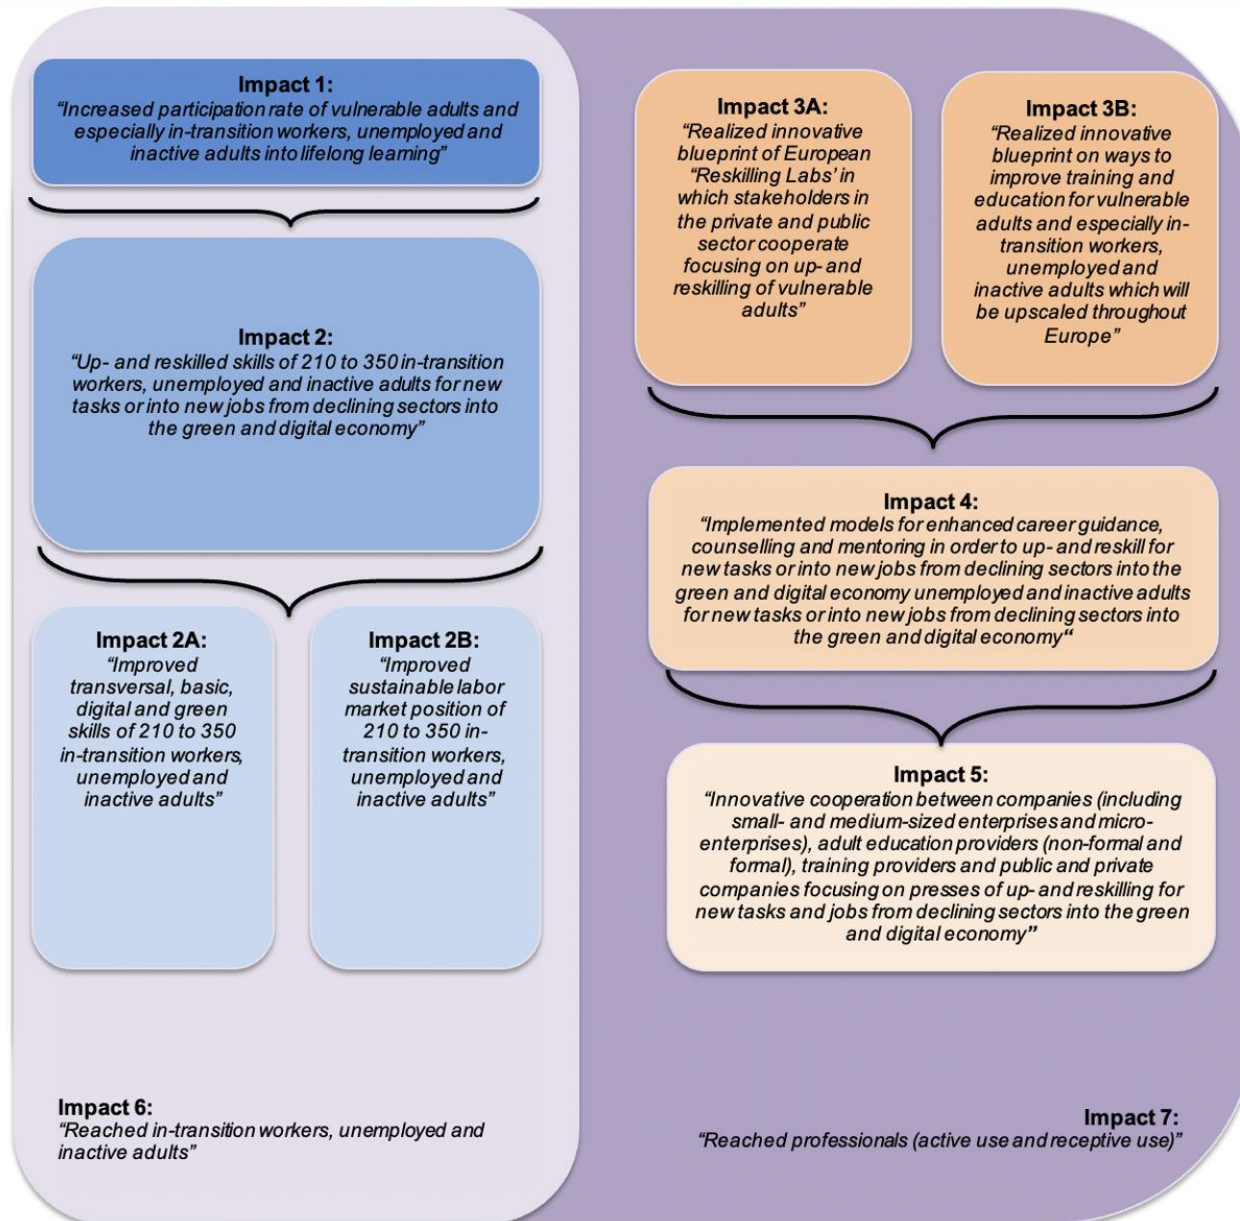 Impact 1:
“Increased participation rate of vulnerable adults and
especially in-transition workers, unemployed and
inactive adults into lifelong learning”
Impact 2:
“Up- and reskilled skills of 210 to 350 in-transition
workers, unemployed and inactive adults for new
tasks or into new jobs from declining sectors into
the green and digital economy”
Impact 2A:
“Improved
transversal, basic,
digital and green
skills of 210 to 350
in-transition workers,
unemployed and
inactive adults”
Impact 2B:
“Improved
sustainable labor
market position of
210 to 350 in-
transition workers,
unemployed and
inactive adults”
Impact 6:
“Reached in-transition workers, unemployed and
inactive adults”
Impact 3A:
“Realized innovative
blueprint of European
“Reskilling Labs’ in
which stakeholders in
the private and public
sector cooperate
focusing on up- and
reskilling of vulnerable
adults”
Impact 3B:
“Realized innovative
blueprint on ways to
improve training and
education for vulnerable
adults and especially in-
transition workers,
unemployed and
inactive adults which will
be upscaled throughout
Europe”
Impact 4:
“Implemented models for enhanced career guidance,
counselling and mentoring in order to up- and reskill for
new tasks or into new jobs from declining sectors into the
green and digital economy unemployed and inactive adults
for new tasks or into new jobs from declining sectors into
the green and digital economy“
Impact 5:
“Innovative cooperation between companies (including
small- and medium-sized enterprises and micro-
enterprises), adult education providers (non-formal and
formal), training providers and public and private
companies focusing on presses of up- and reskilling for
new tasks and jobs from declining sectors into the green
and digital economy”
Impact 7:
“Reached professionals (active use and receptive use)”